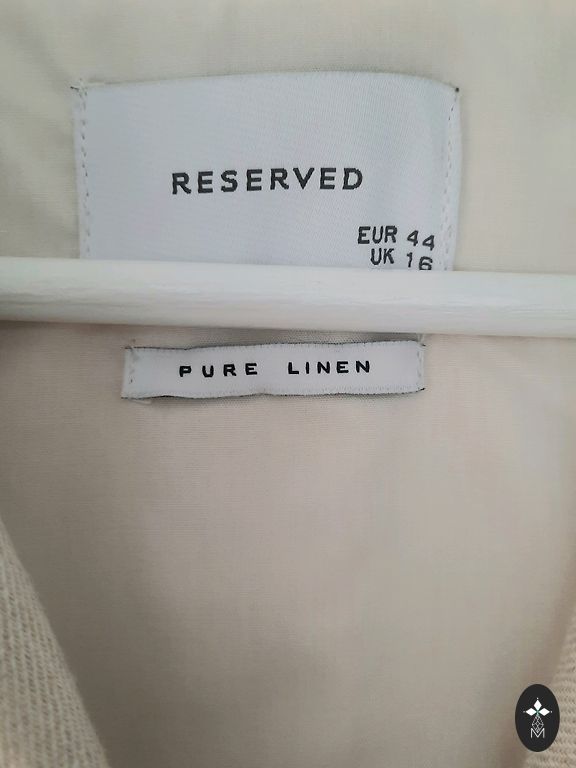 RESERVED
EUR 44
UK 16
PURE LINEN
M